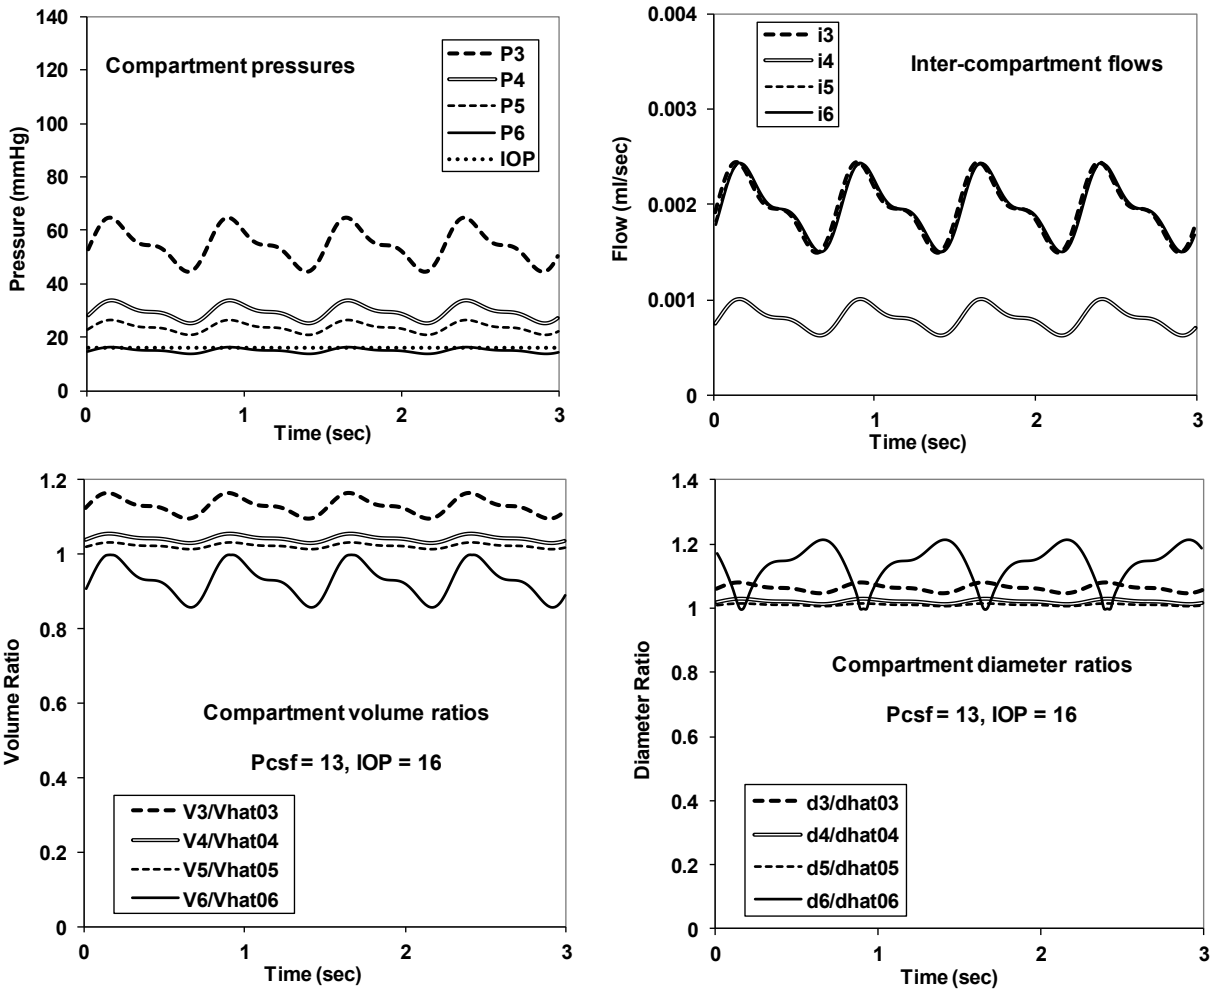 140
120
100
80
60
40
20
0
Pressure (mmHg)
Compartment pressures
P3
P4
P5
P6
IOP
0
1
2
3
Time (sec)
0.004
0.003
0.002
0.001
0
Flow (ml/sec)
i3
i4
i5
i6
Inter-compartment flows
0
1
2
3
Time (sec)
1.2
1
0.8
0.6
0.4
0.2
0
Volume Ratio
Compartment volume ratios
Pcsf = 13, IOP = 16
V3/Vhat03
V4/Vhat04
V5/Vhat05
V6/Vhat06
0
1
2
3
Time (sec)
1.4
1.2
1
0.8
0.6
0.4
0.2
0
Diameter Ratio
Compartment diameter ratios
Pcsf = 13, IOP = 16
d3/dhat03
d4/dhat04
d5/dhat05
d6/dhat06
0
1
2
3
Time (sec)